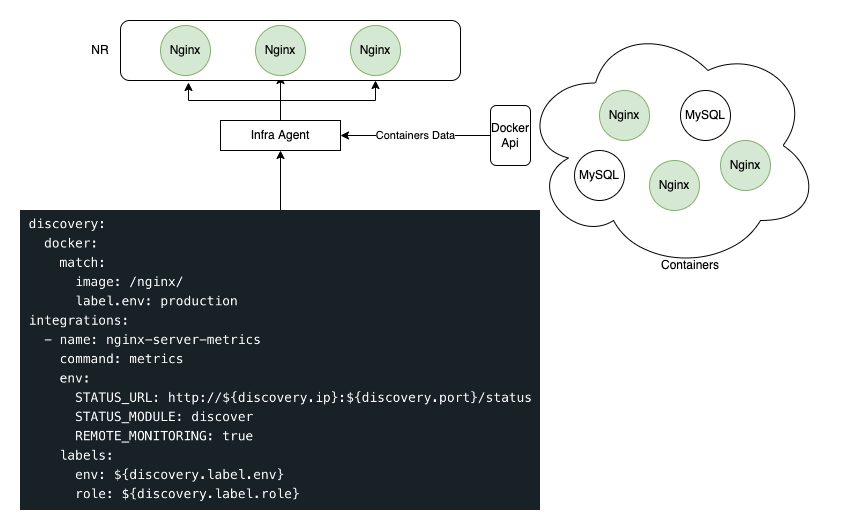 NR
Nginx
Nginx
Nginx
Infra Agent
Containers Data
Docker
Api
Nginx
MySQL
MySQL
Nginx
Nginx
Containers
discovery:
  docker:
    match:
      image: /nginx/
      label.env: production
integrations:
  - name: nginx-server-metrics
    command: metrics
    env:
      STATUS_URL: http://${discovery.ip}:${discovery.port}/status
      STATUS_MODULE: discover
      REMOTE_MONITORING: true
    labels:
      env: ${discovery.label.env}
      role: ${discovery.label.role}